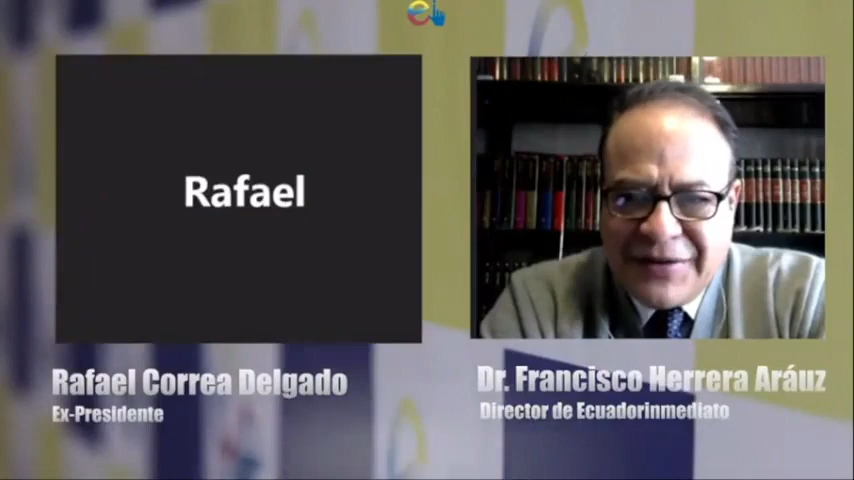 Rafael
Rafael Correa Delgado
Ex-Presidente
Dr. Francisco Herrera Aráuz
Director de Ecuadorinmediato